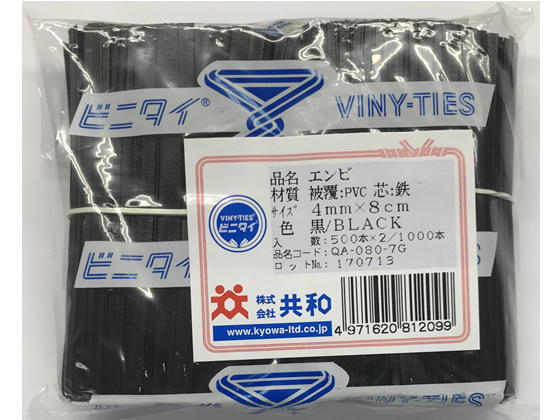 ビニタイ® VINY-TIES
品名 エンビ
材質 被覆:PVC 芯:鉄
サイズ 4mm×8cm
色 黒/BLACK
入 数:500本×2/1000本
品名コード:QA-080-7G
ロットNo.:170713
VINY-TIES®
ビニタイ
ビニタイ
TIES
株式会社 共和
www.kyowa-ltd.co.jp
4971620812099